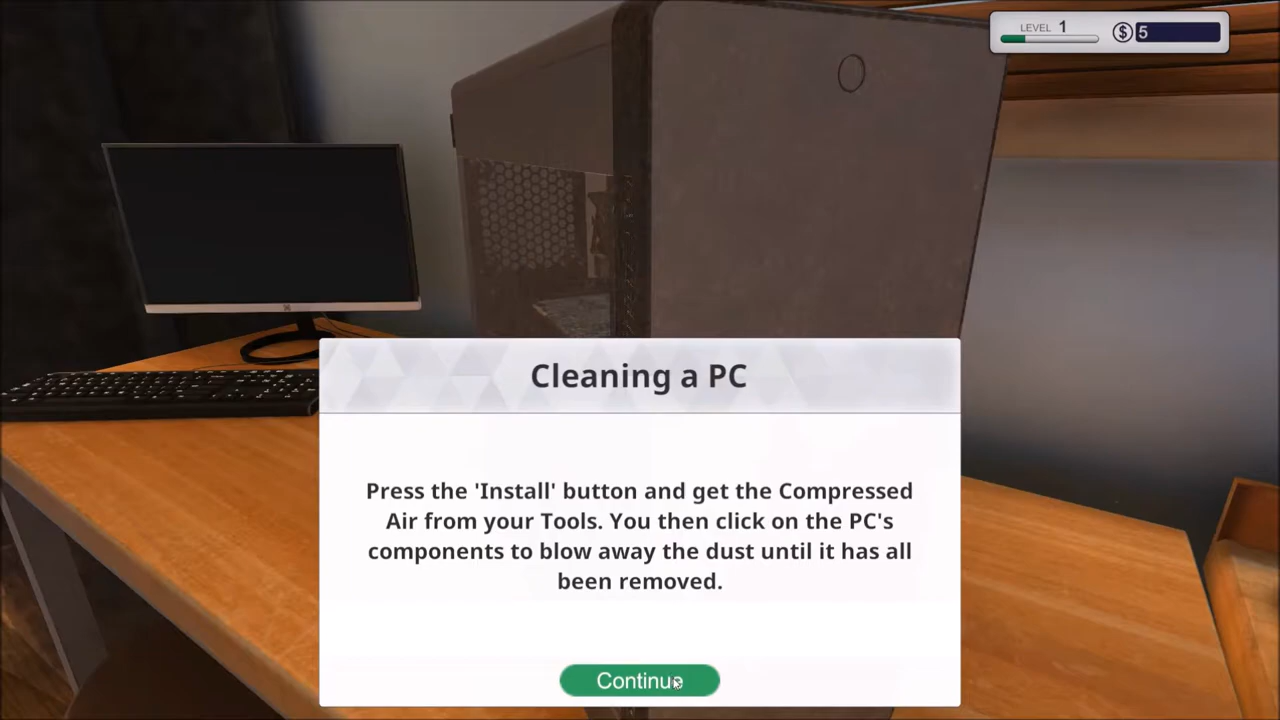 LEVEL 1
$ 5
Cleaning a PC
Press the 'Install' button and get the Compressed
Air from your Tools. You then click on the PC's
components to blow away the dust until it has all
been removed.
Continue